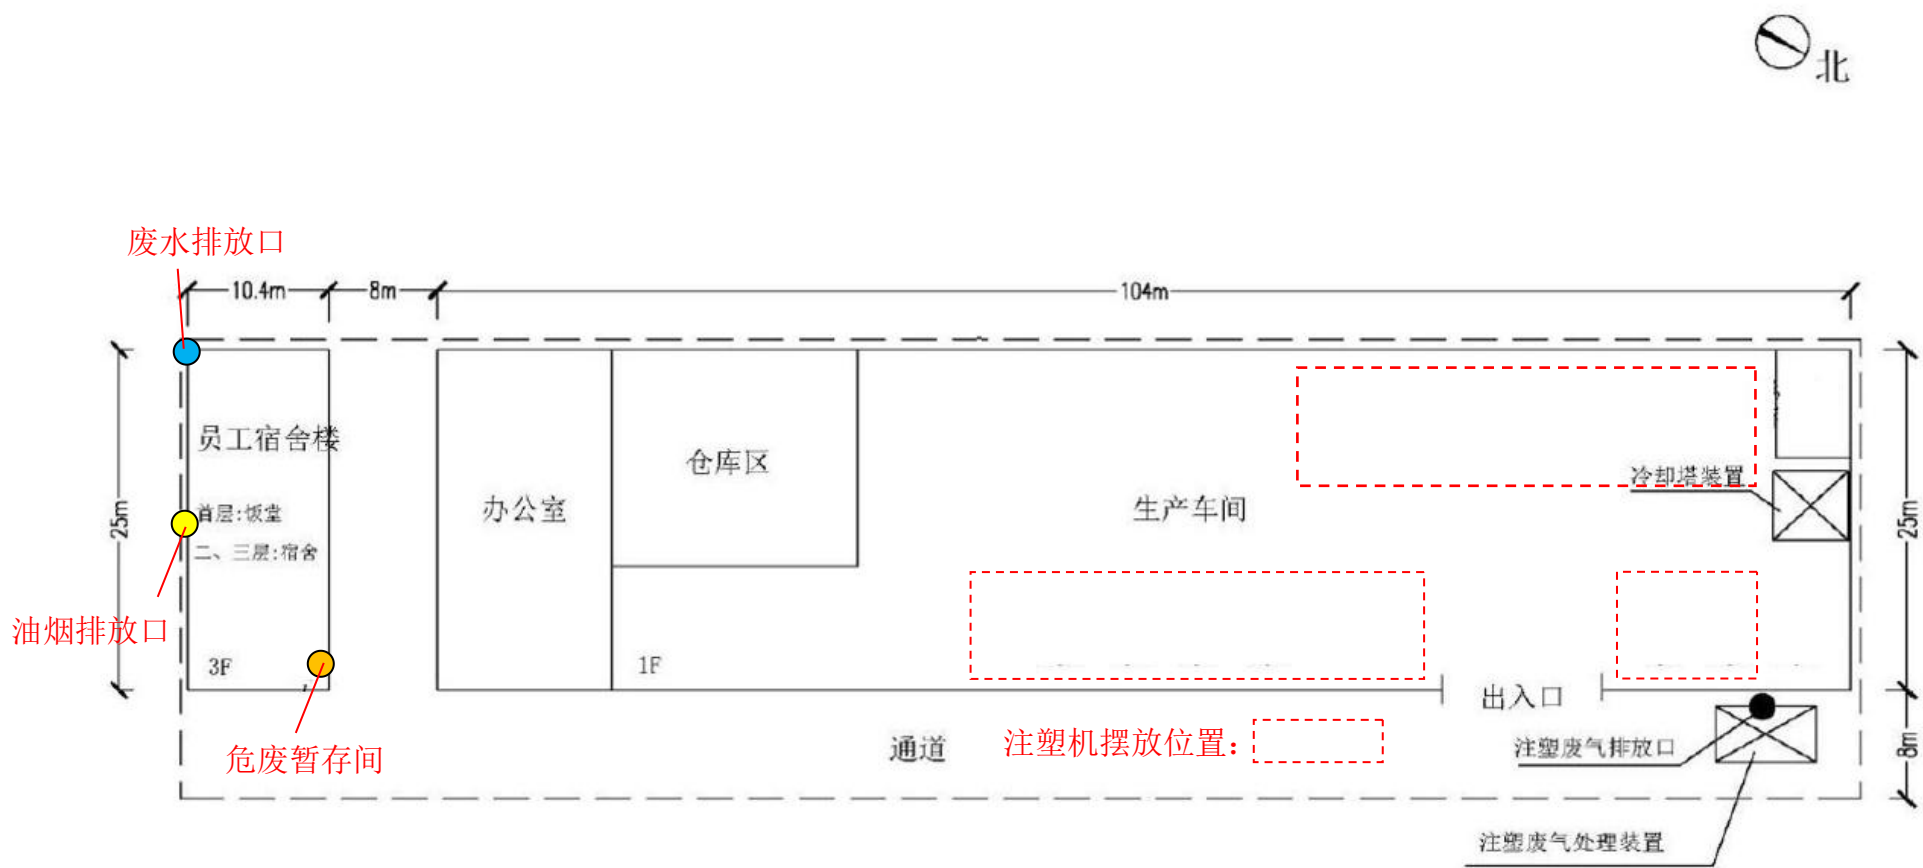 北
废水排放口
10.4m
8m
104m
员工宿舍楼
仓库区
冷却塔装置
办公室
生产车间
首层:饭堂
25m
25m
二、三层:宿舍
油烟排放口
3F
1F
出入口
危废暂存间
通道
注塑机摆放位置：
注塑废气排放口
8m
注塑废气处理装置